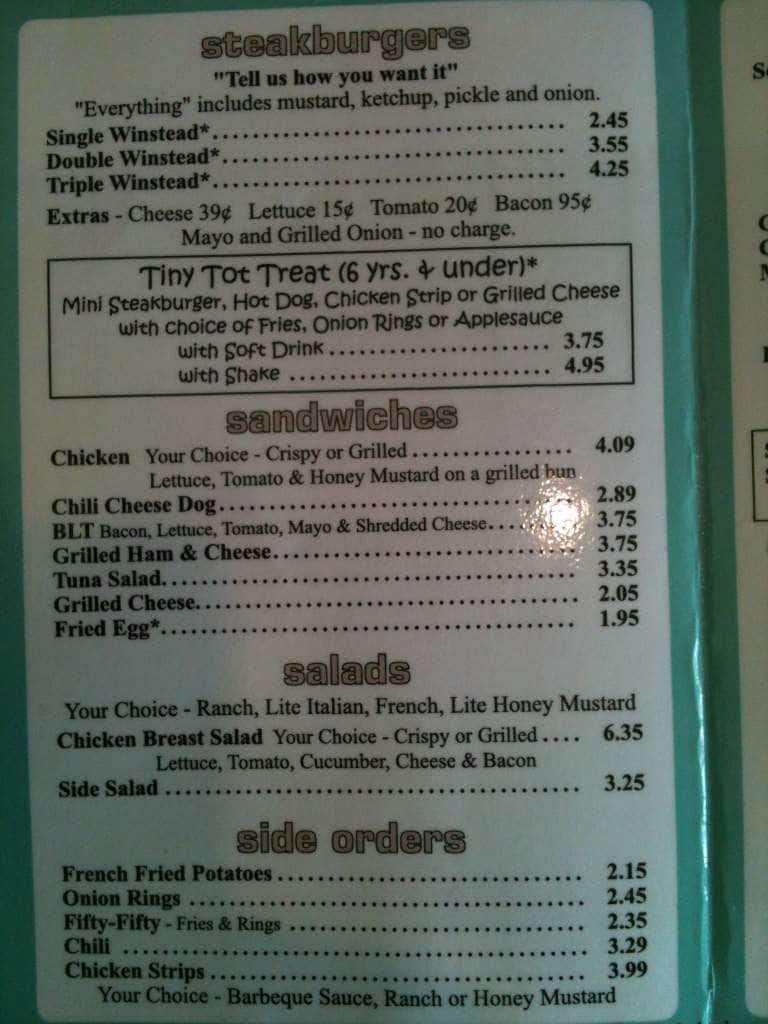 steakburgers
"Tell us how you want it"
"Everything" includes mustard, ketchup, pickle and onion.
Single Winstead*.................................... 2.45
Double Winstead*................................... 3.55
Triple Winstead*.................................... 4.25
Extras - Cheese 39¢ Lettuce 15¢ Tomato 20¢ Bacon 95¢
Mayo and Grilled Onion - no charge.
Tiny Tot Treat (6 yrs. & under)*
Mini Steakburger, Hot Dog, Chicken Strip or Grilled Cheese
with choice of Fries, Onion Rings or Applesauce
with Soft Drink ....................... 3.75
with Shake ........................... 4.95
sandwiches
Chicken Your Choice - Crispy or Grilled ................ 4.09
Lettuce, Tomato & Honey Mustard on a grilled bun
Chili Cheese Dog.................................... 2.89
BLT Bacon, Lettuce, Tomato, Mayo & Shredded Cheese......... 3.75
Grilled Ham & Cheese............................... 3.75
Tuna Salad.......................................... 3.35
Grilled Cheese...................................... 2.05
Fried Egg*.......................................... 1.95
salads
Your Choice - Ranch, Lite Italian, French, Lite Honey Mustard
Chicken Breast Salad Your Choice - Crispy or Grilled .... 6.35
Lettuce, Tomato, Cucumber, Cheese & Bacon
Side Salad .......................................... 3.25
side orders
French Fried Potatoes ............................... 2.15
Onion Rings ........................................ 2.45
Fifty-Fifty - Fries & Rings .............................. 2.35
Chili ............................................... 3.29
Chicken Strips ...................................... 3.99
Your Choice - Barbeque Sauce, Ranch or Honey Mustard